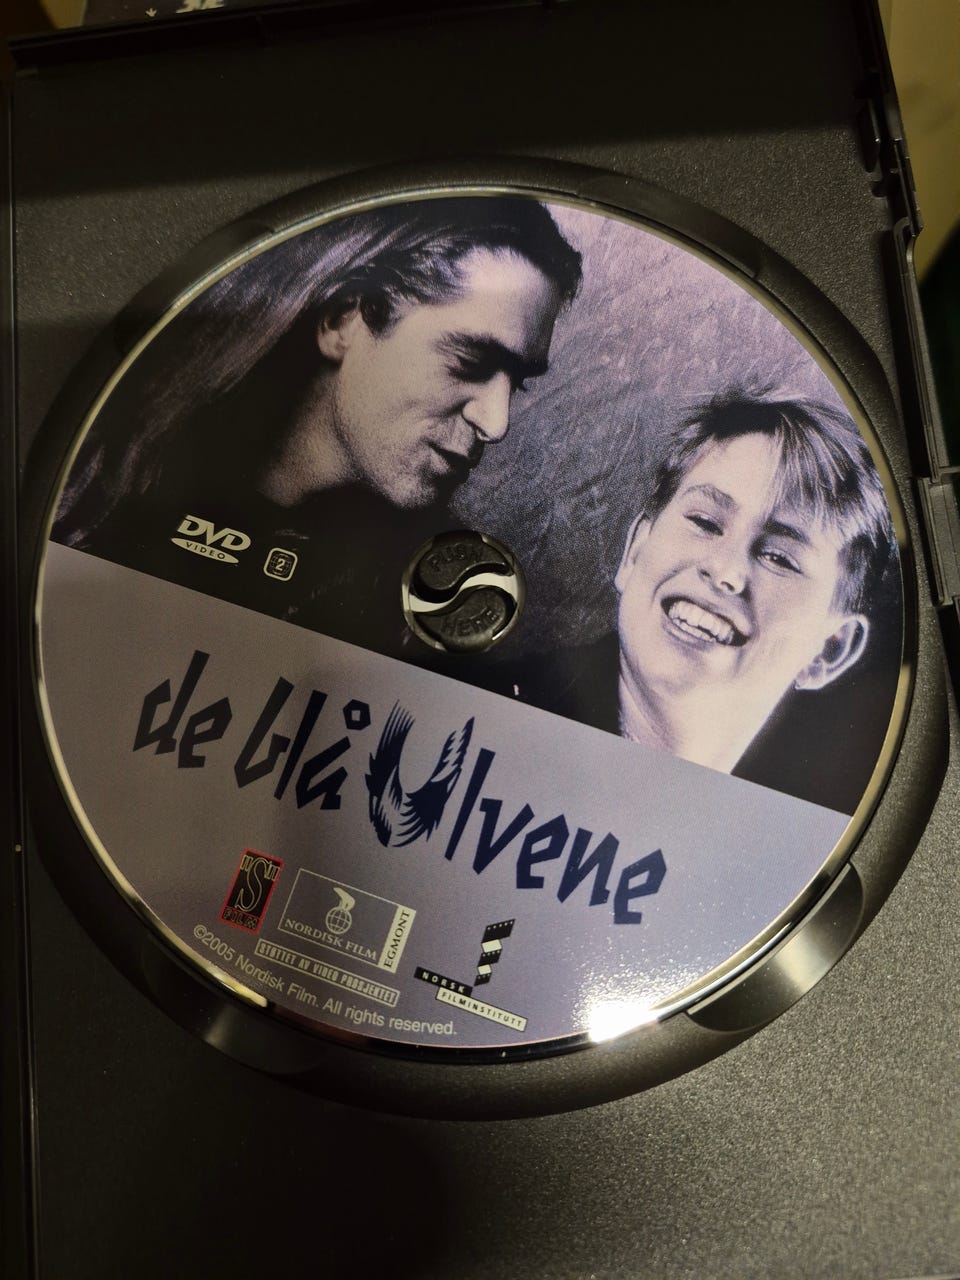 DVD
VIDEO
2
PUSH
HERE
de blå Ulvene
FILM
NORDISK FILM
EGMONT
STØTTET AV VIDEO PROSJEKTET
NORSK
FILMINSTITUTT
©2005 Nordisk Film. All rights reserved.